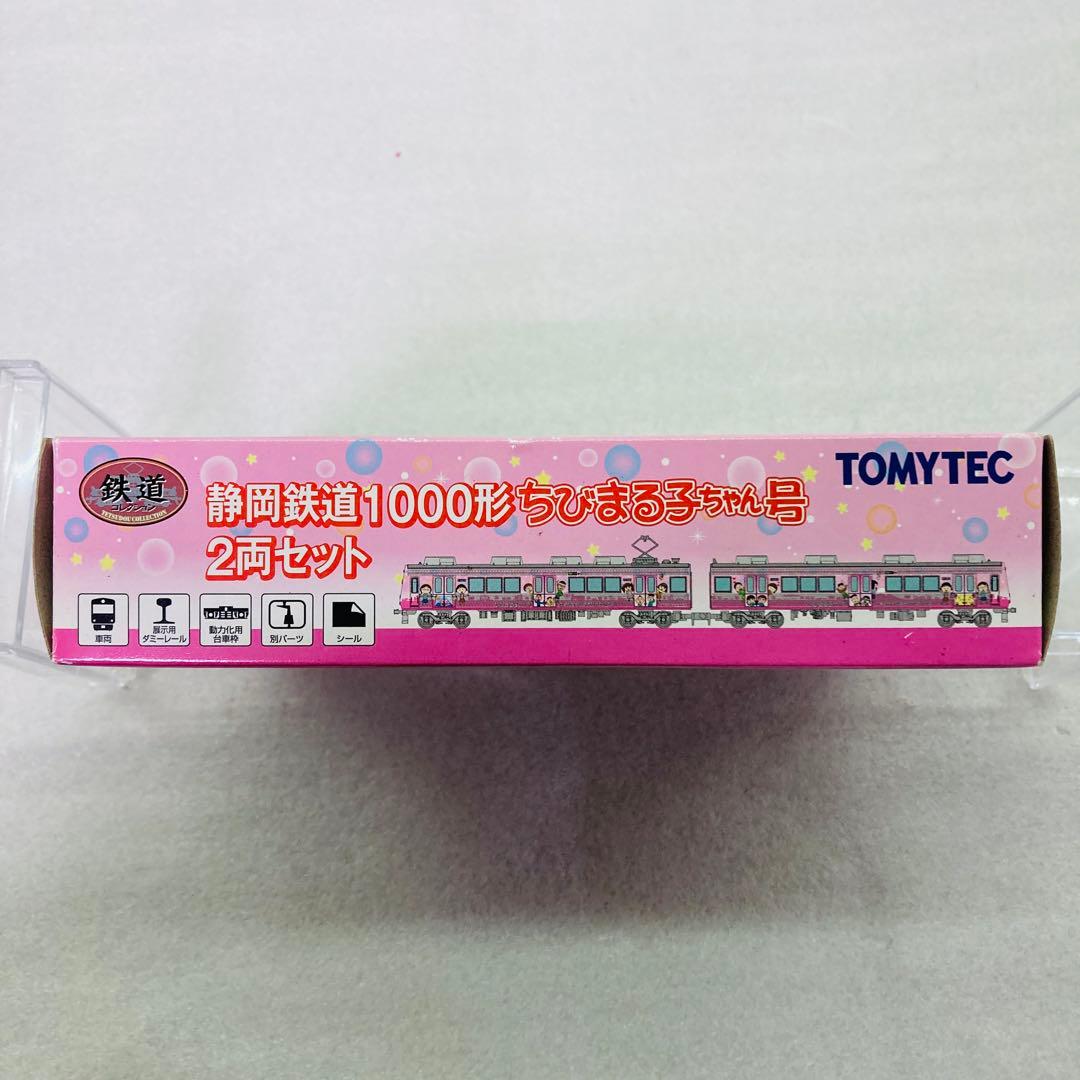 鉄道
コレクション
TETSUDOU COLLECTION
静岡鉄道1000形ちびまる子ちゃん号
2両セット
TOMYTEC
車両
展示用
ダミーレール
動力化用
台車枠
別パーツ
シール